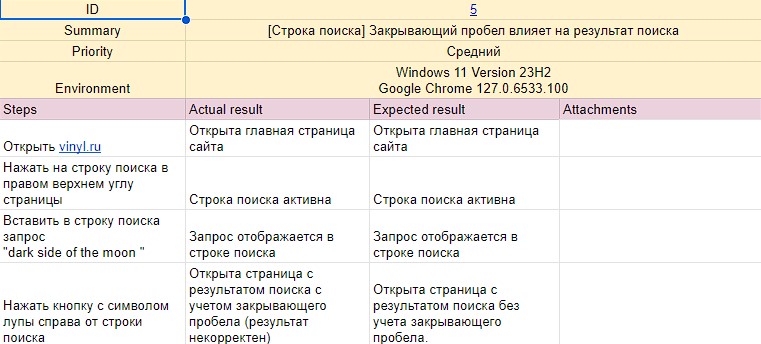 ID 5
Summary [Строка поиска] Закрывающий пробел влияет на результат поиска
Priority Средний
Environment Windows 11 Version 23H2
Google Chrome 127.0.6533.100
Steps Actual result Expected result Attachments
Открыть vinyl.ru
Открыта главная страница
сайта
Открыта главная страница
сайта
Нажать на строку поиска в
правом верхнем углу
страницы
Строка поиска активна
Строка поиска активна
Вставить в строку поиска
запрос
"dark side of the moon "
Запрос отображается в
строке поиска
Запрос отображается в
строке поиска
Нажать кнопку с символом
лупы справа от строки
поиска
Открыта страница с
результатом поиска с
учетом закрывающего
пробела (результат
некорректен)
Открыта страница с
результатом поиска без
учета закрывающего
пробела.